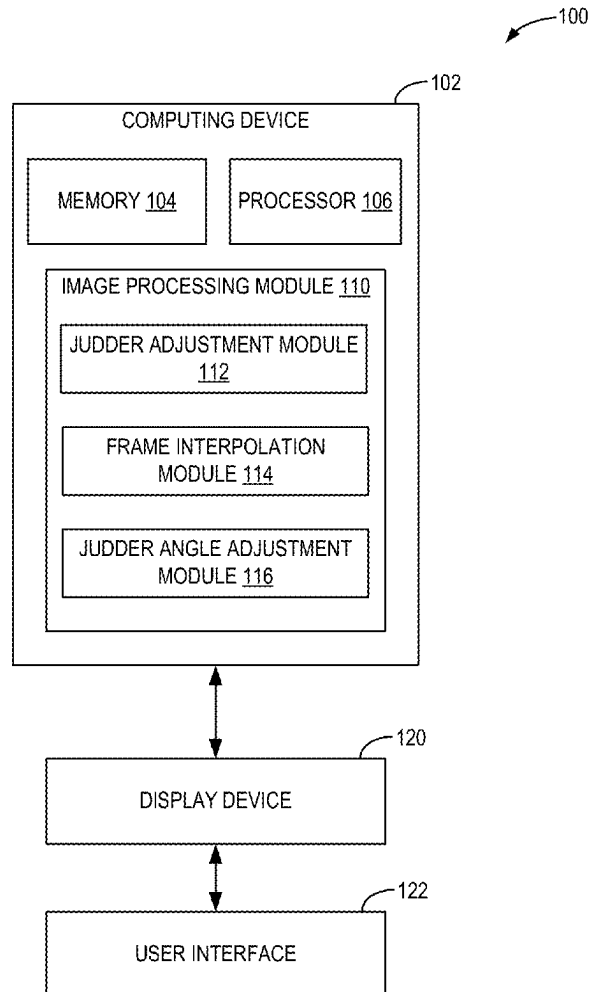 100
102
COMPUTING DEVICE
MEMORY 104
PROCESSOR 106
IMAGE PROCESSING MODULE 110
JUDDER ADJUSTMENT MODULE
112
FRAME INTERPOLATION
MODULE 114
JUDDER ANGLE ADJUSTMENT
MODULE 116
120
DISPLAY DEVICE
122
USER INTERFACE